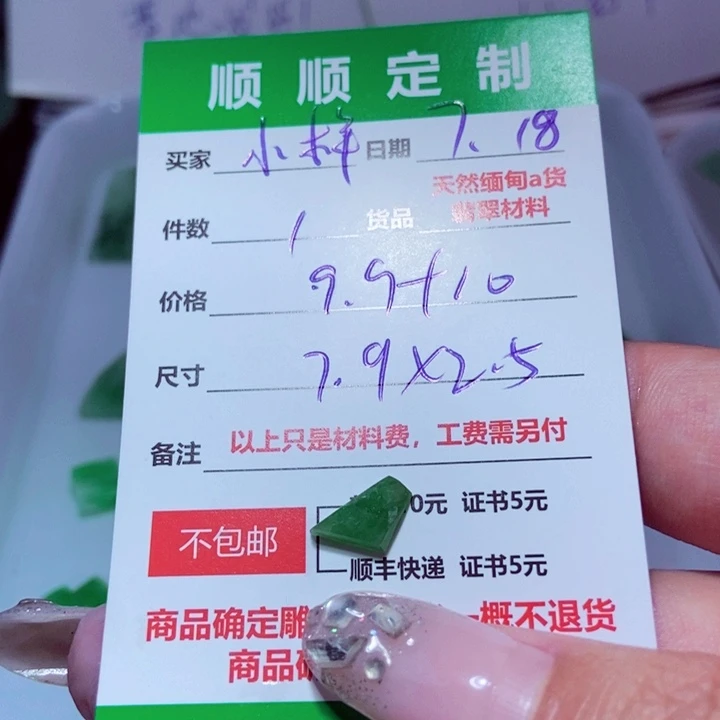 顺顺定制
买家 小样 日期 7.18
天然缅甸a货
件数 1 货品 翡翠材料
价格 9.9+10
尺寸 7.9×2.5
备注 以上只是材料费，工费需另付
0元 证书5元
不包邮
顺丰快递 证书5元
商品确定雕 一概不退货
商品